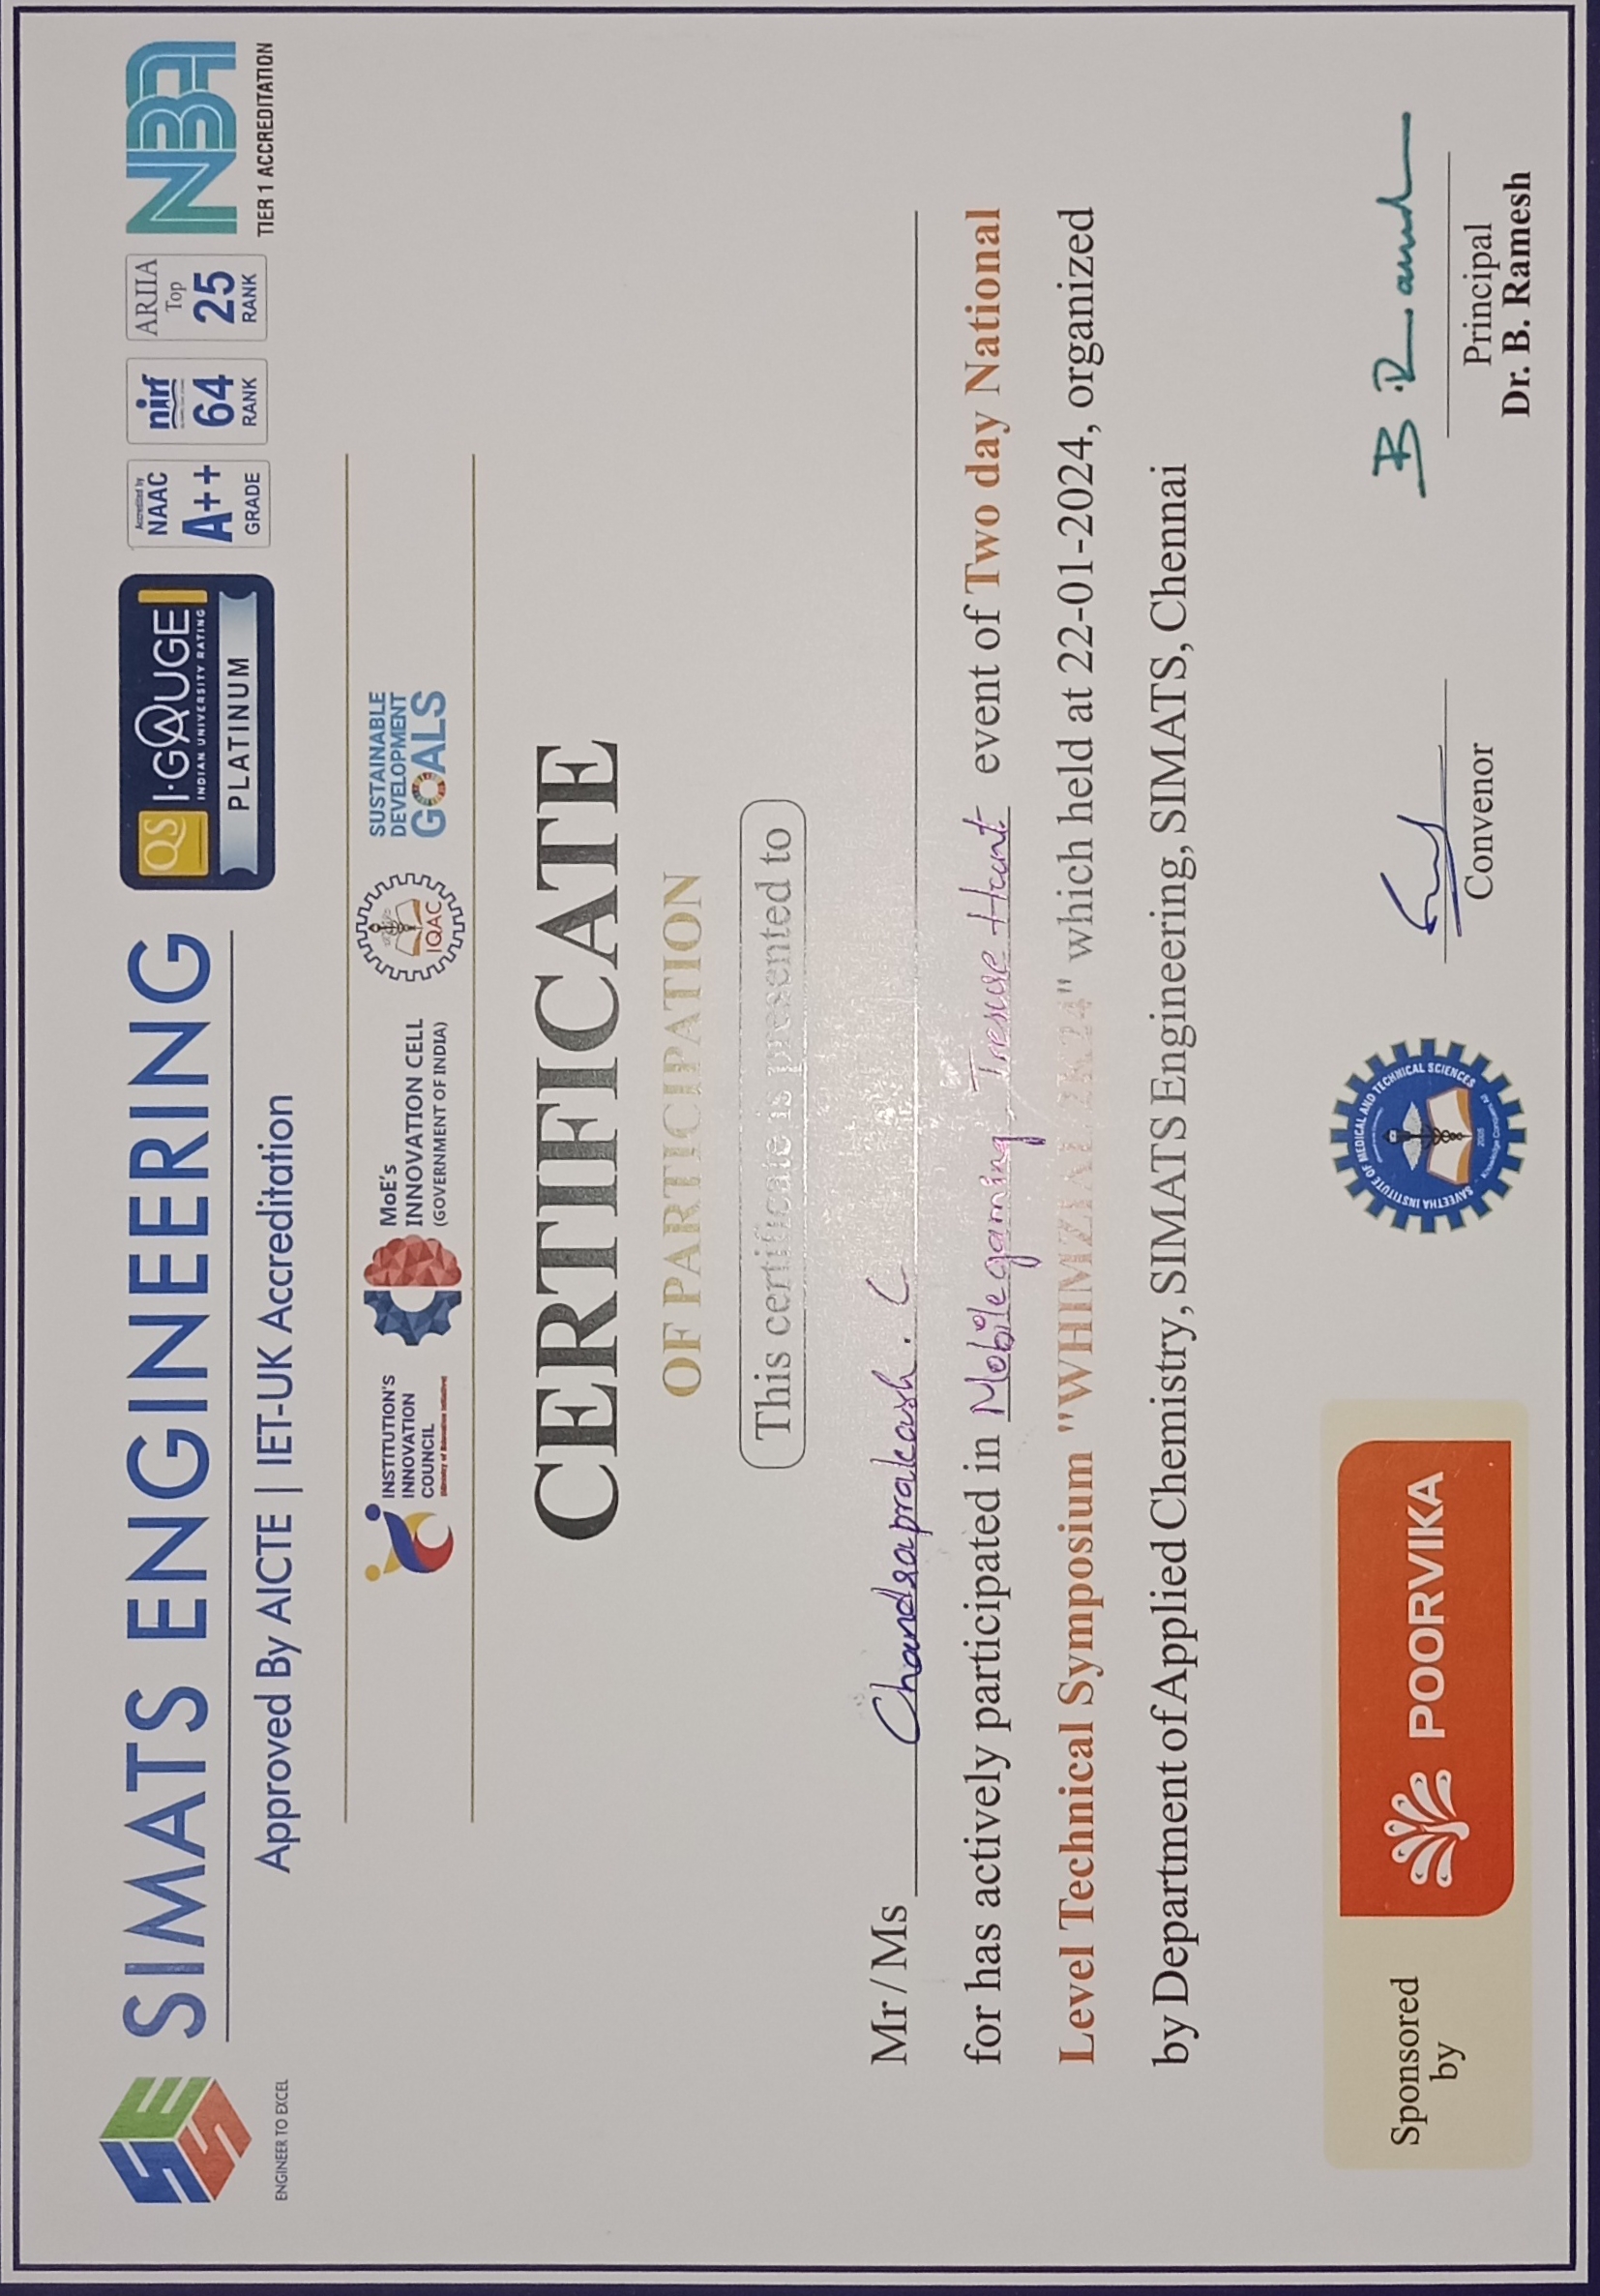 SIMATS ENGINEERING
Approved By AICTE | IET-UK Accreditation
ENGINEER TO EXCEL
QS I·GAUGE
INDIAN UNIVERSITY RATING
PLATINUM
Accredited by
NAAC
A++
GRADE
nirf
64
RANK
ARIIA
Top
25
RANK
NBA
TIER 1 ACCREDITATION
INSTITUTION'S
INNOVATION
COUNCIL
(Ministry of Education Initiative)
MoE's
INNOVATION CELL
(GOVERNMENT OF INDIA)
IQAC
SUSTAINABLE
DEVELOPMENT
GOALS
CERTIFICATE
OF PARTICIPATION
This certificate is presented to
Mr / Ms Chandraprakash . C
for has actively participated in Mobile gaming, Tresure Hunt event of Two day National
Level Technical Symposium "WHIMZIAL 2K24" which held at 22-01-2024, organized
by Department of Applied Chemistry, SIMATS Engineering, SIMATS, Chennai
Sponsored
by
POORVIKA
SAVEETHA INSTITUTE OF MEDICAL AND TECHNICAL SCIENCES
2005
Knowledge Conquers All
Convenor
B. Ramesh
Principal
Dr. B. Ramesh